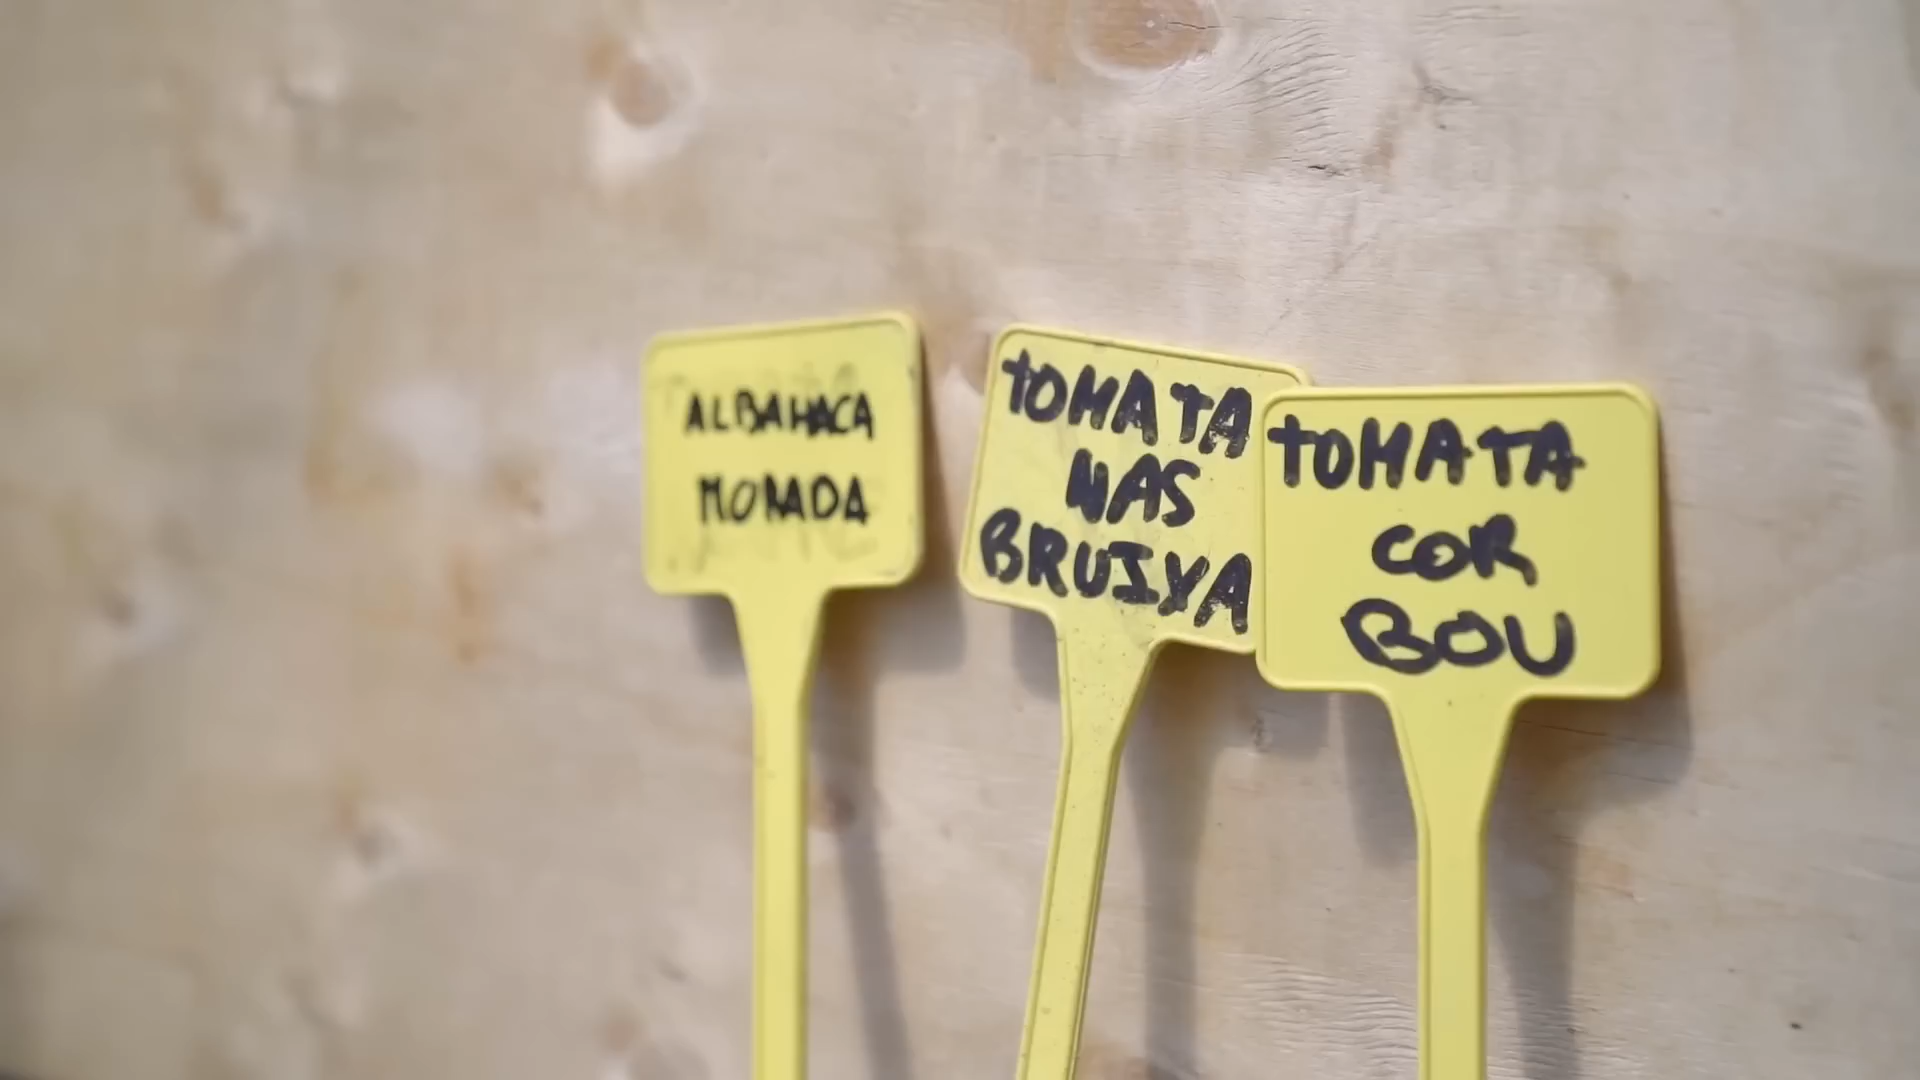 ALBAHACA
MORADA
TOMATA
NAS
BRUIXA
TOMATA
COR
BOU